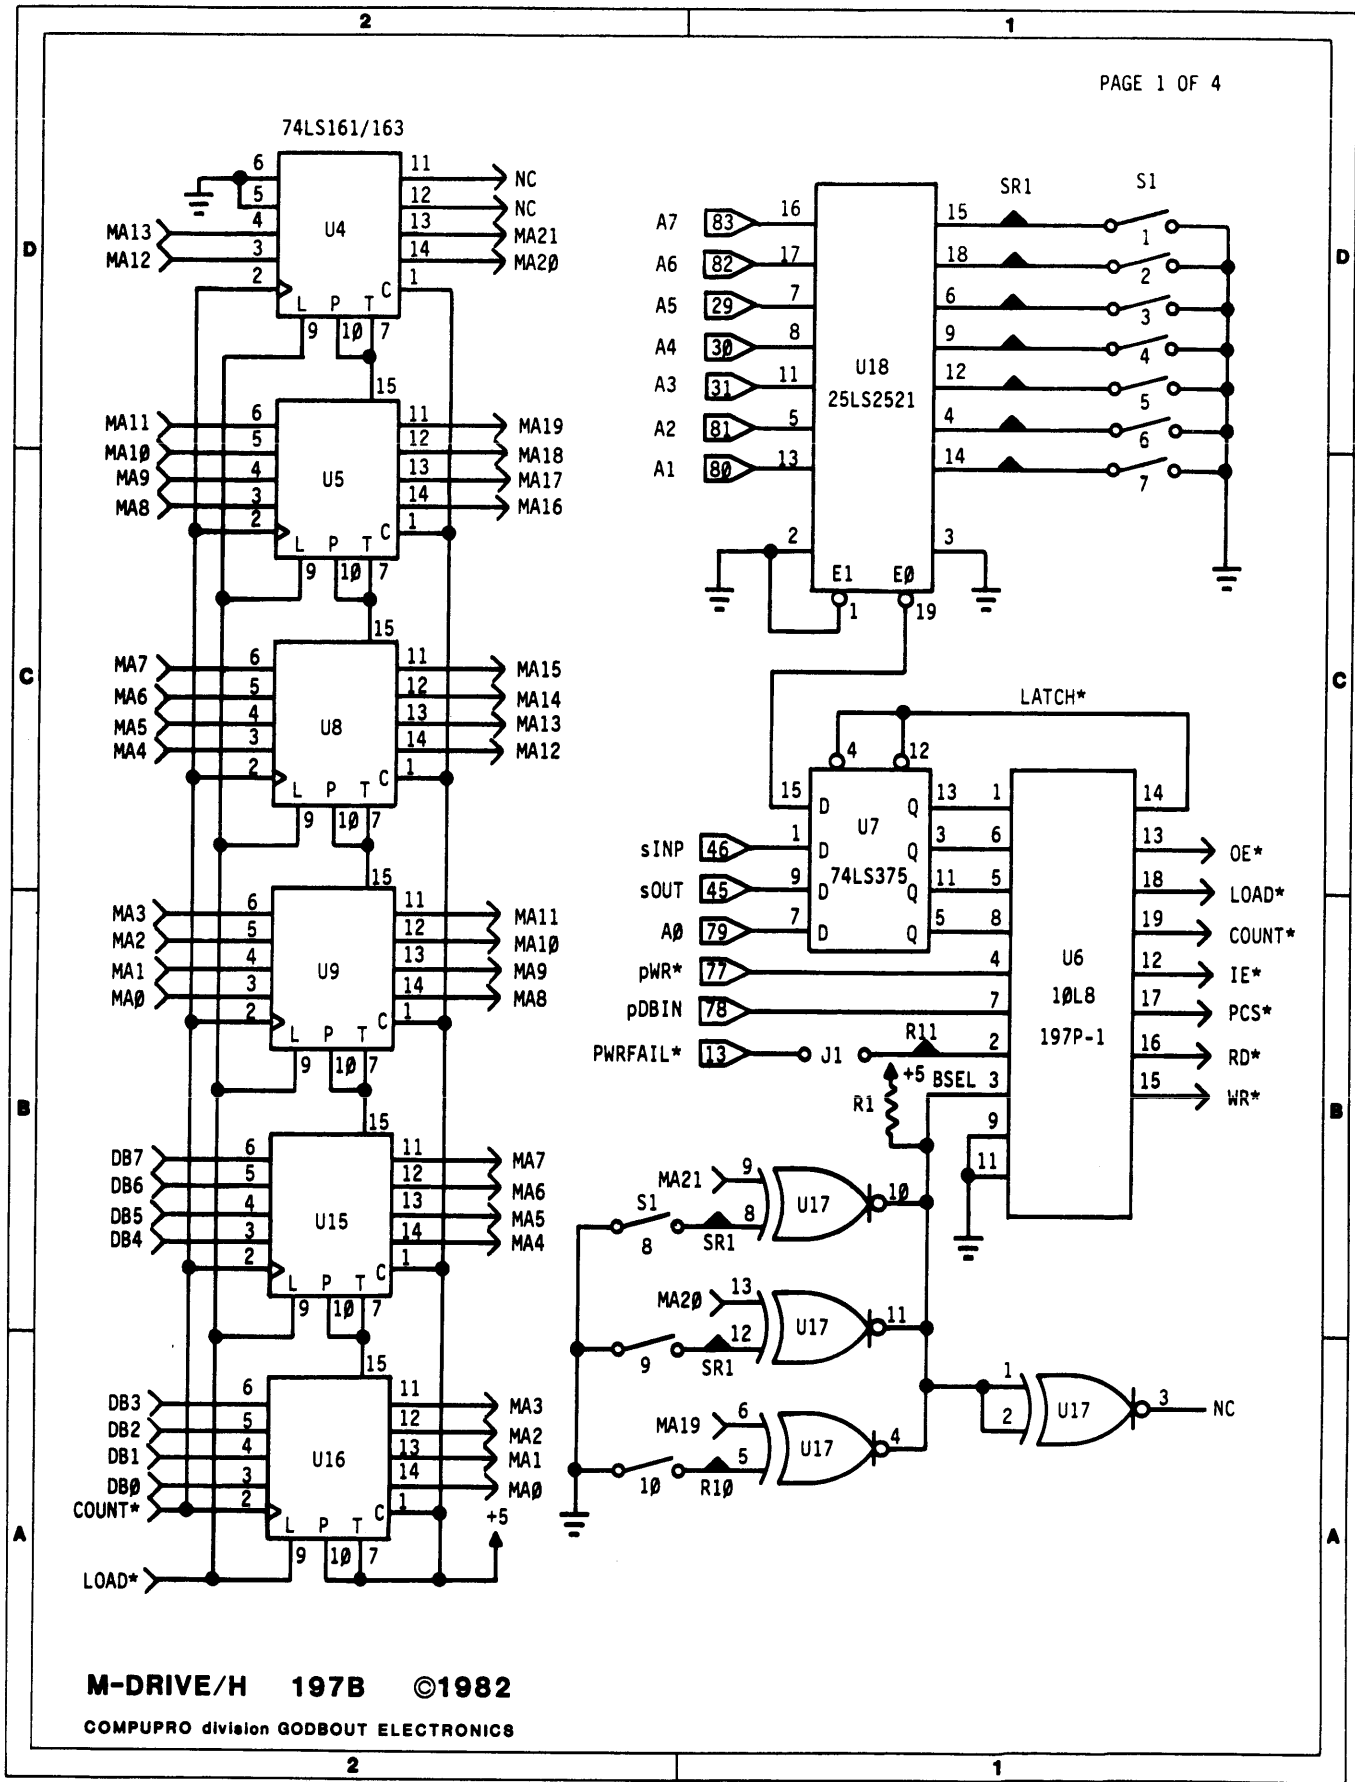 2 1
PAGE 1 OF 4
D D
C C
B B
A A
74LS161/163
6 11 NC
5 12 NC
MA13 4 U4 13 MA21
MA12 3 14 MA2Ø
2 L P T C 1
9 1Ø 7
15
MA11 6 11 MA19
MA1Ø 5 12 MA18
MA9 4 U5 13 MA17
MA8 3 14 MA16
2 L P T C 1
9 1Ø 7
15
MA7 6 11 MA15
MA6 5 12 MA14
MA5 4 U8 13 MA13
MA4 3 14 MA12
2 L P T C 1
9 1Ø 7
15
MA3 6 11 MA11
MA2 5 12 MA1Ø
MA1 4 U9 13 MA9
MAØ 3 14 MA8
2 L P T C 1
9 1Ø 7
15
DB7 6 11 MA7
DB6 5 12 MA6
DB5 4 U15 13 MA5
DB4 3 14 MA4
2 L P T C 1
9 1Ø 7
15
DB3 6 11 MA3
DB2 5 12 MA2
DB1 4 U16 13 MA1
DBØ 3 14 MAØ
COUNT* 2 L P T C 1 +5
9 1Ø 7
LOAD*
SR1 S1
A7 83 16 15 1
A6 82 17 18 2
A5 29 7 6 3
A4 3Ø 8 9 4
U18
25LS2521
A3 31 11 12 5
A2 81 5 4 6
A1 8Ø 13 14 7
2 3
E1 EØ
1 19
LATCH*
4 12
15 D Q 13 1 14
U7
sINP 46 1 D Q 3 6 13 OE*
74LS375
sOUT 45 9 D Q 11 5 18 LOAD*
AØ 79 7 D Q 5 8 19 COUNT*
U6
1ØL8
197P-1
pWR* 77 4 12 IE*
pDBIN 78 7 17 PCS*
PWRFAIL* 13 J1 R11 2 16 RD*
+5 BSEL 3 15 WR*
R1
9
11
MA21 9 U17 10
S1 8 SR1 8
MA2Ø 13 U17 11
9 SR1 12
MA19 6 U17 4
1Ø R1Ø 5
1 2 U17 3 NC
M-DRIVE/H 197B ©1982
COMPUPRO division GODBOUT ELECTRONICS
2 1